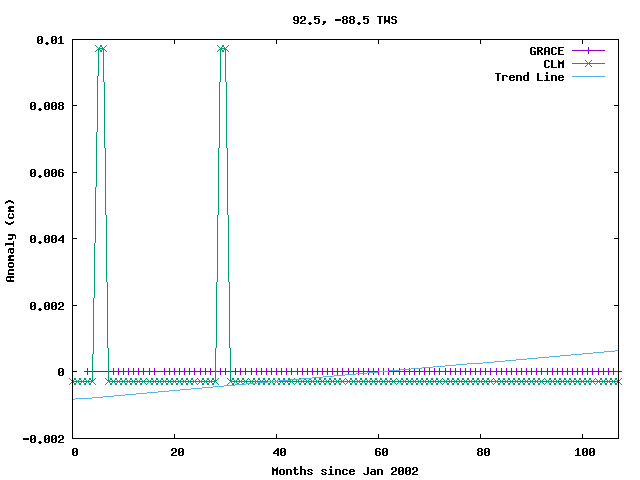 92.5, -88.5 TWS
0.01
0.008
0.006
0.004
0.002
0
-0.002
Anomaly (cm)
GRACE
CLM
Trend Line
0 20 40 60 80 100
Months since Jan 2002